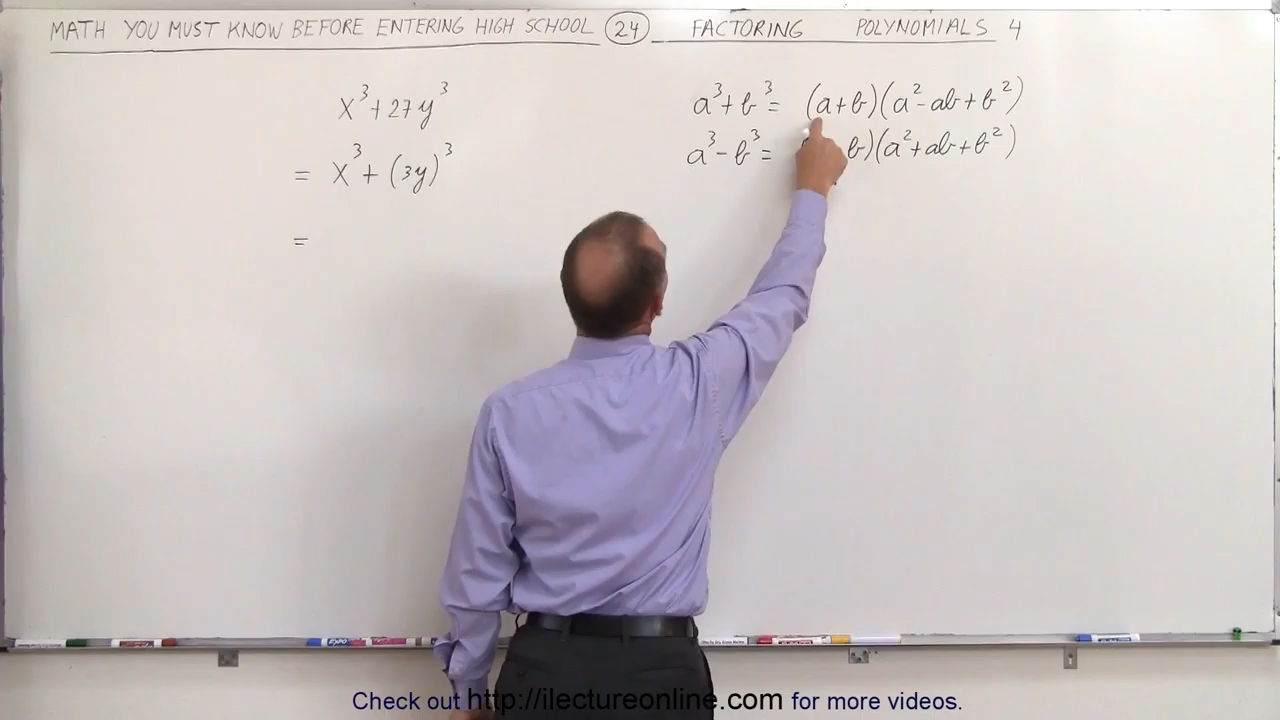 MATH YOU MUST KNOW BEFORE ENTERING HIGH SCHOOL 24 FACTORING POLYNOMIALS 4
x³ + 27y³
= x³ + (3y)³
=
a³ + b³ = (a + b)(a² - ab + b²)
a³ - b³ = ( b)(a² + ab + b²)
Check out http://ilectureonline.com for more videos.